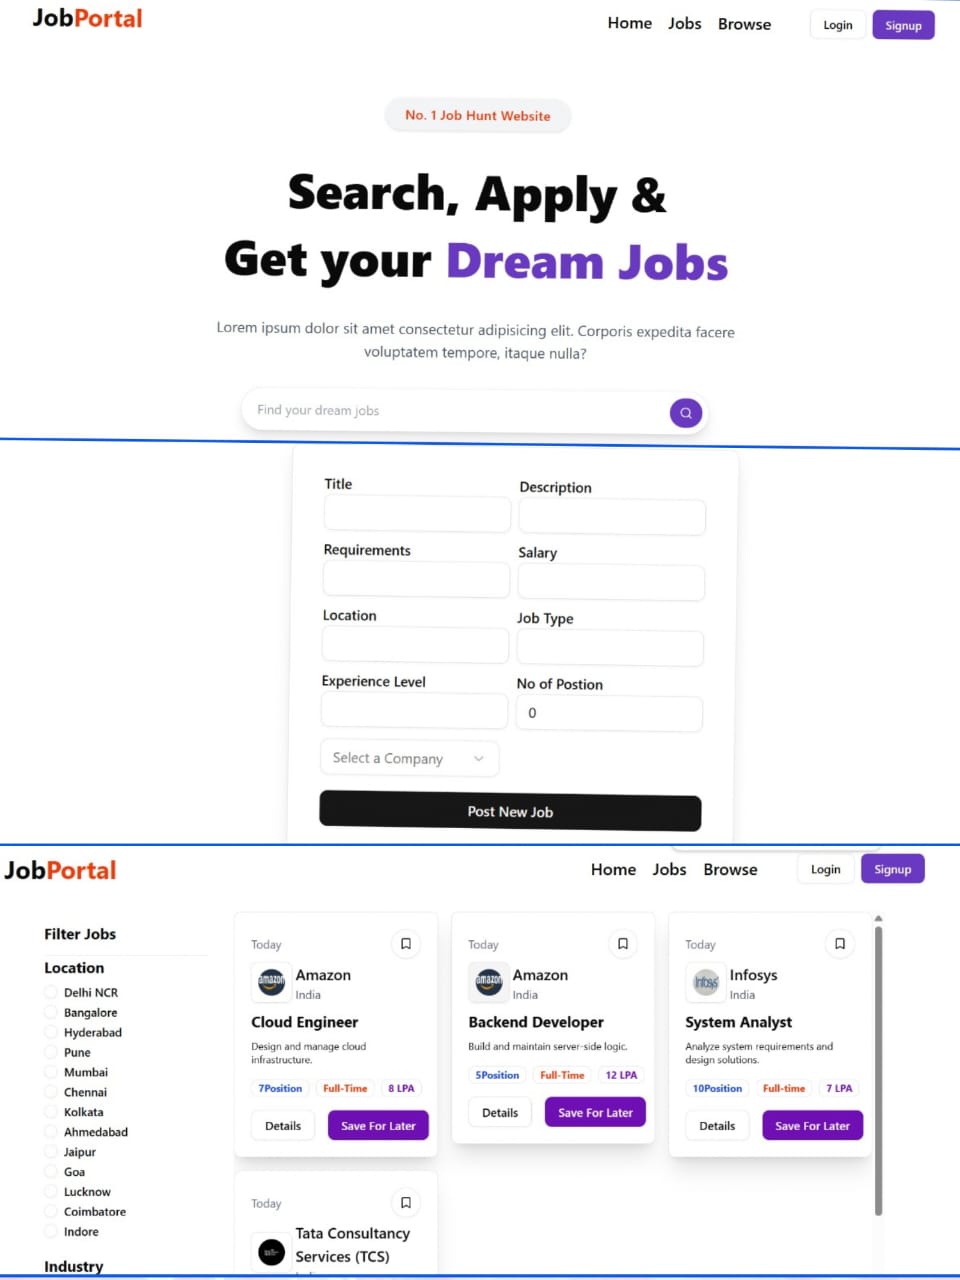 JobPortal
Home Jobs Browse Login Signup
No. 1 Job Hunt Website
Search, Apply &
Get your Dream Jobs
Lorem ipsum dolor sit amet consectetur adipisicing elit. Corporis expedita facere
voluptatem tempore, itaque nulla?
Find your dream jobs
Title
Description
Requirements
Salary
Location
Job Type
Experience Level
No of Postion
0
Select a Company
Post New Job
JobPortal
Home Jobs Browse Login Signup
Filter Jobs
Location
Delhi NCR
Bangalore
Hyderabad
Pune
Mumbai
Chennai
Kolkata
Ahmedabad
Jaipur
Goa
Lucknow
Coimbatore
Indore
Industry
Today
amazon
Amazon
India
Cloud Engineer
Design and manage cloud
infrastructure.
7Position Full-Time 8 LPA
Details Save For Later
Today
amazon
Amazon
India
Backend Developer
Build and maintain server-side logic.
5Position Full-Time 12 LPA
Details Save For Later
Today
Infosys
Infosys
India
System Analyst
Analyze system requirements and
design solutions.
10Position Full-time 7 LPA
Details Save For Later
Today
Tata Consultancy
Services (TCS)